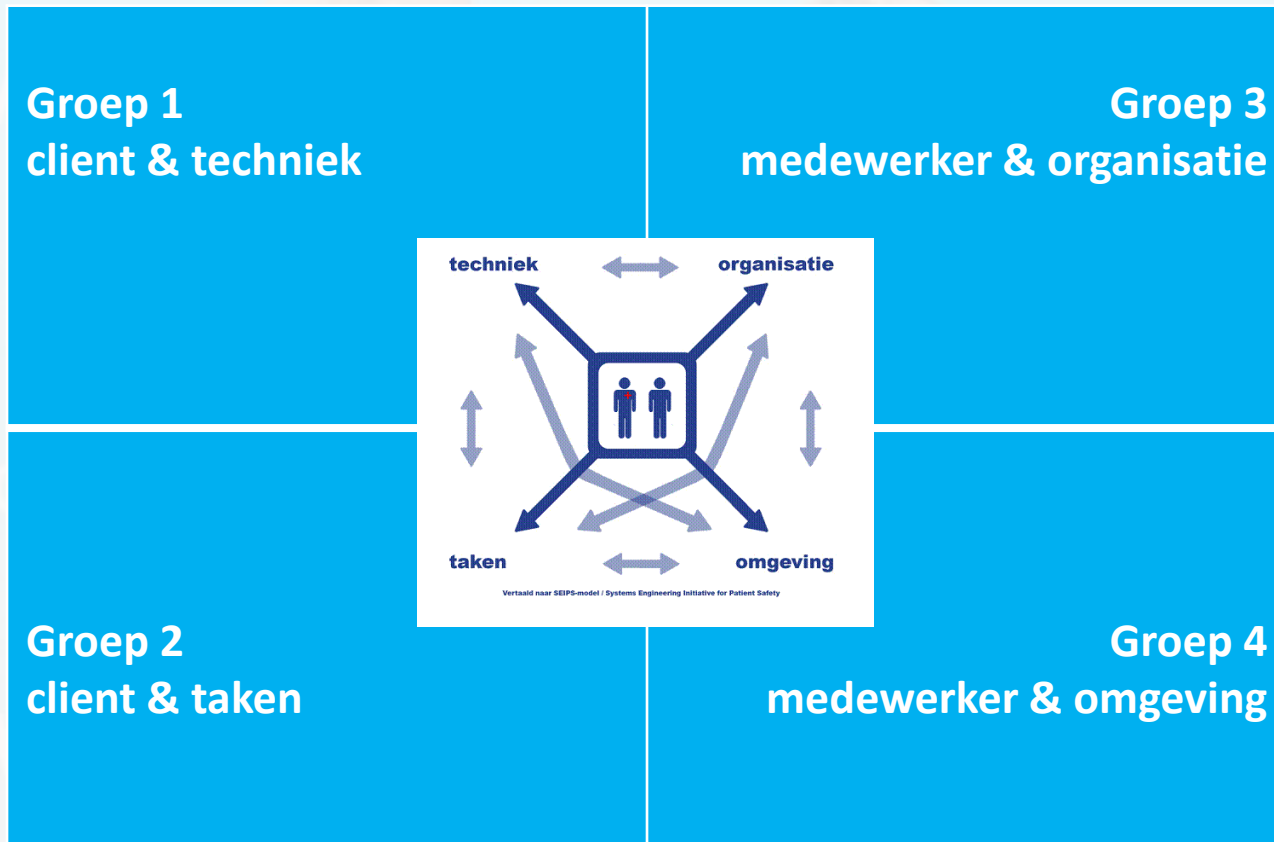 Groep 1
client & techniek
Groep 3
medewerker & organisatie
techniek
organisatie
taken
omgeving
Vertaald naar SEIPS-model / Systems Engineering Initiative for Patient Safety
Groep 2
client & taken
Groep 4
medewerker & omgeving